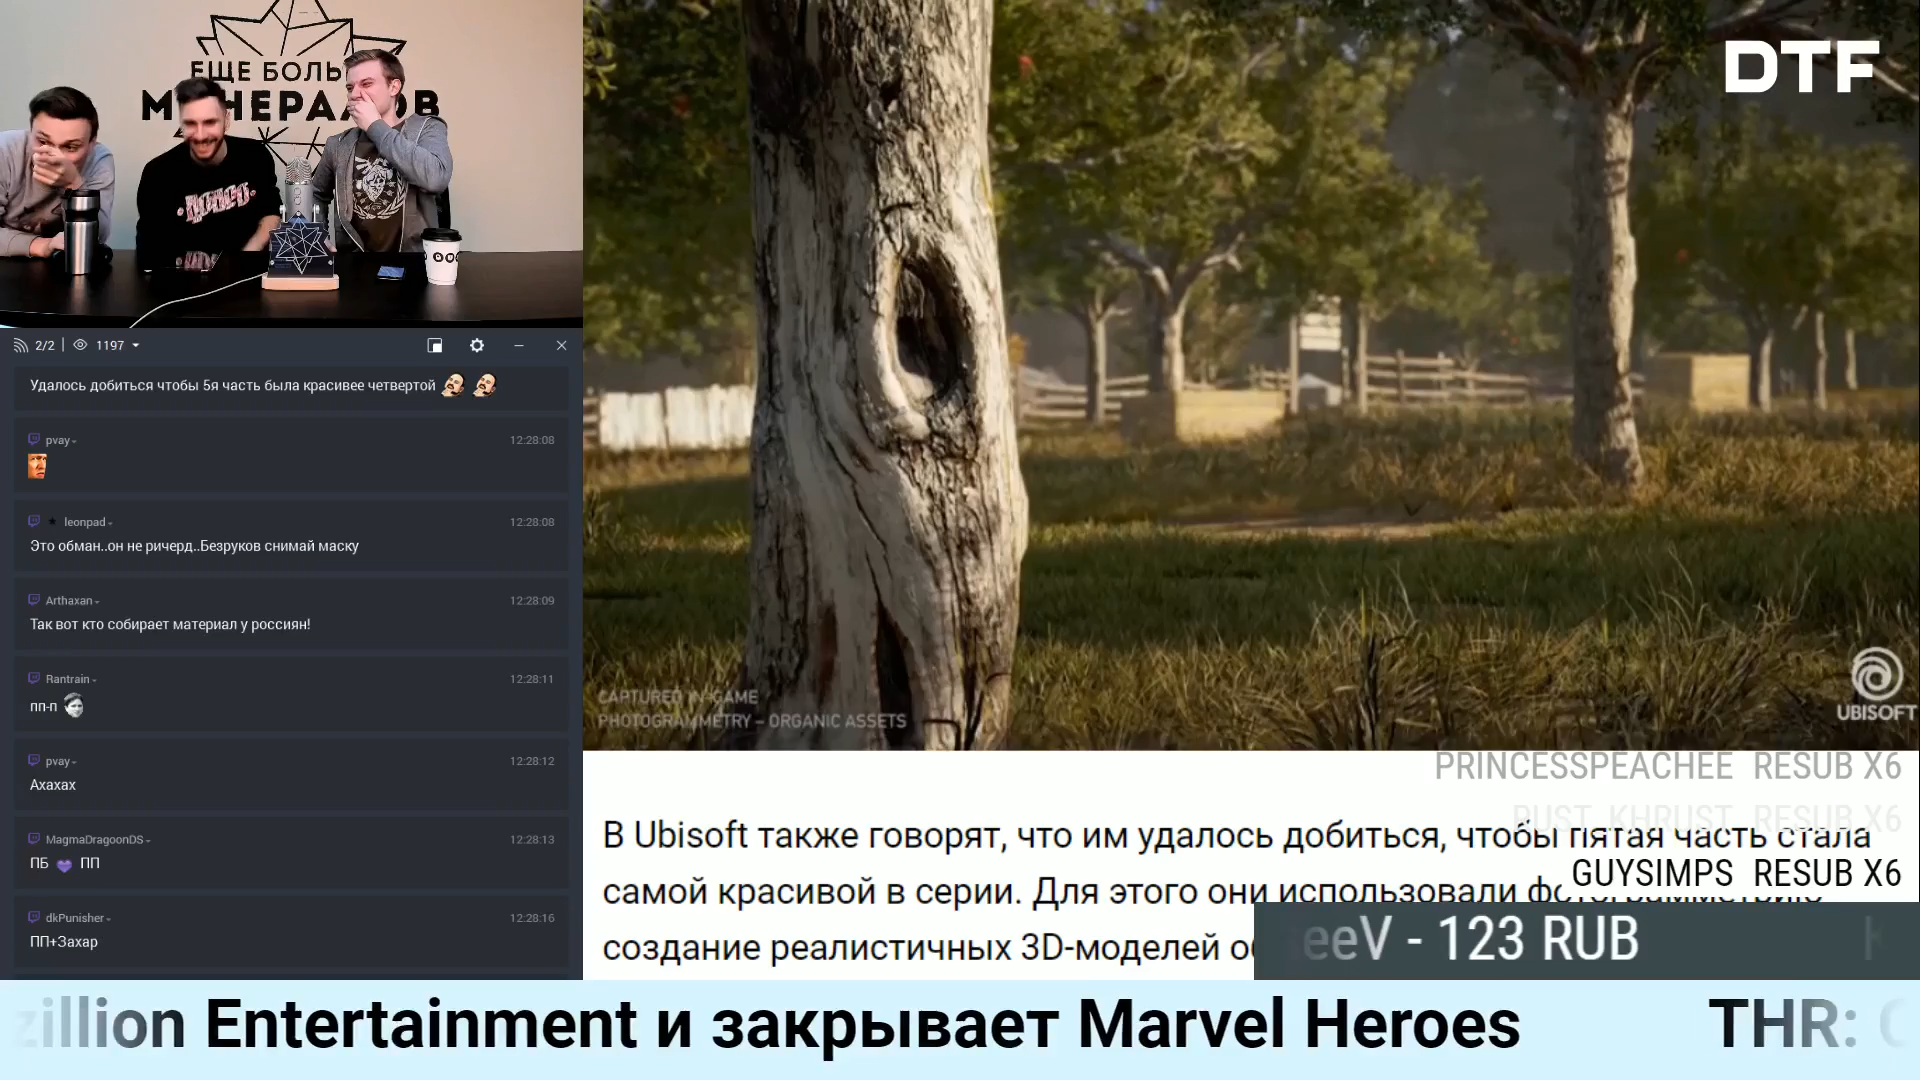 ЕЩЕ БОЛЬ
DTF
2/2 | 1197
Удалось добиться чтобы 5я часть была красивее четвертой
pvay 12:28:08
leonpad 12:28:08
Это обман..он не ричерд..Безруков снимай маску
Arthaxan 12:28:09
Так вот кто собирает материал у россиян!
Rantrain 12:28:11
пп-п
pvay 12:28:12
Ахахах
MagmaDragoonDS 12:28:13
ПБ ПП
dkPunisher 12:28:16
ПП+Захар
CAPTURED IN-GAME
PHOTOGRAMMETRY – ORGANIC ASSETS
UBISOFT
PRINCESSPEACHEE RESUB X6
RUST_KHRUST RESUB X6
В Ubisoft также говорят, что им удалось добиться, чтобы пятая часть стала
GUYSIMPS RESUB X6
самой красивой в серии. Для этого они использовали фотограмметрию
создание реалистичных 3D-моделей
eeV - 123 RUB
zillion Entertainment и закрывает Marvel Heroes THR: